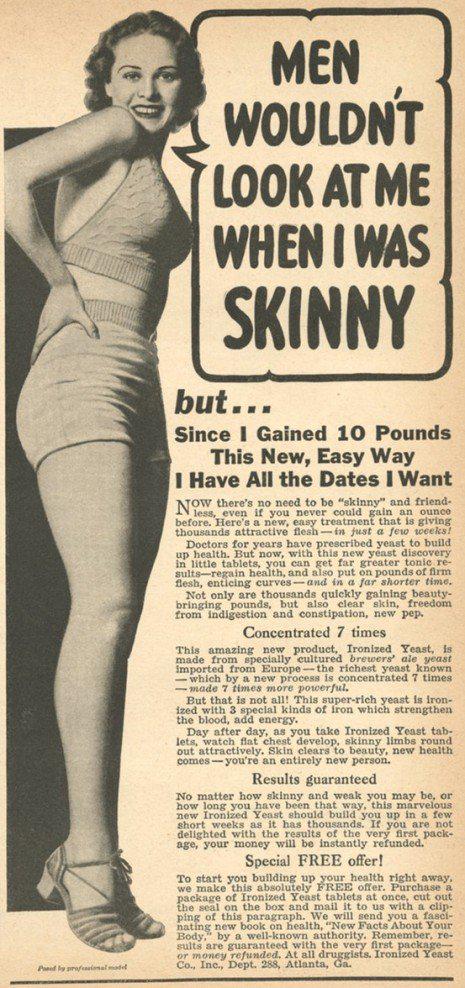 MEN
WOULDN'T
LOOK AT ME
WHEN I WAS
SKINNY
but...
Since I Gained 10 Pounds
This New, Easy Way
I Have All the Dates I Want
NOW there's no need to be "skinny" and friend-
less, even if you never could gain an ounce
before. Here's a new, easy treatment that is giving
thousands attractive flesh—in just a few weeks!
Doctors for years have prescribed yeast to build
up health. But now, with this new yeast discovery
in little tablets, you can get far greater tonic re-
sults—regain health, and also put on pounds of firm
flesh, enticing curves—and in a far shorter time.
Not only are thousands quickly gaining beauty-
bringing pounds, but also clear skin, freedom
from indigestion and constipation, new pep.
Concentrated 7 times
This amazing new product, Ironized Yeast, is
made from specially cultured brewers' ale yeast
imported from Europe—the richest yeast known
—which by a new process is concentrated 7 times
—made 7 times more powerful.
But that is not all! This super-rich yeast is iron-
ized with 3 special kinds of iron which strengthen
the blood, add energy.
Day after day, as you take Ironized Yeast tab-
lets, watch flat chest develop, skinny limbs round
out attractively. Skin clears to beauty, new health
comes—you're an entirely new person.
Results guaranteed
No matter how skinny and weak you may be, or
how long you have been that way, this marvelous
new Ironized Yeast should build you up in a few
short weeks as it has thousands. If you are not
delighted with the results of the very first pack-
age, your money will be instantly refunded.
Special FREE offer!
To start you building up your health right away,
we make this absolutely FREE offer. Purchase a
package of Ironized Yeast tablets at once, cut out
the seal on the box and mail it to us with a clip-
ping of this paragraph. We will send you a fasci-
nating new book on health, "New Facts About Your
Body," by a well-known authority. Remember, re-
sults are guaranteed with the very first package—
or money refunded. At all druggists. Ironized Yeast
Co., Inc., Dept. 288, Atlanta, Ga.
Posed by professional model